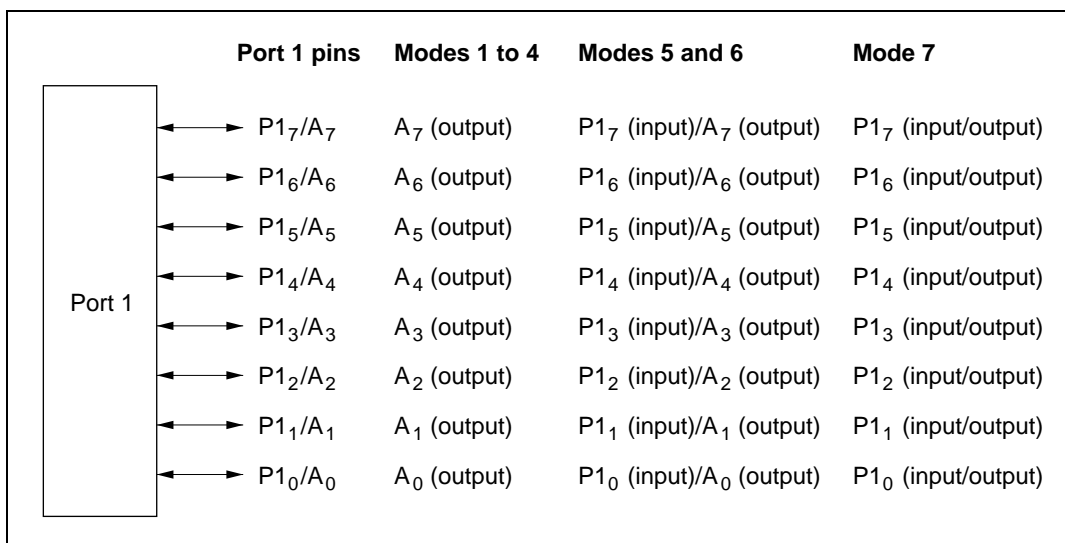 Port 1 pins Modes 1 to 4 Modes 5 and 6 Mode 7
P1₇/A₇ A₇ (output) P1₇ (input)/A₇ (output) P1₇ (input/output)
P1₆/A₆ A₆ (output) P1₆ (input)/A₆ (output) P1₆ (input/output)
P1₅/A₅ A₅ (output) P1₅ (input)/A₅ (output) P1₅ (input/output)
P1₄/A₄ A₄ (output) P1₄ (input)/A₄ (output) P1₄ (input/output)
Port 1
P1₃/A₃ A₃ (output) P1₃ (input)/A₃ (output) P1₃ (input/output)
P1₂/A₂ A₂ (output) P1₂ (input)/A₂ (output) P1₂ (input/output)
P1₁/A₁ A₁ (output) P1₁ (input)/A₁ (output) P1₁ (input/output)
P1₀/A₀ A₀ (output) P1₀ (input)/A₀ (output) P1₀ (input/output)